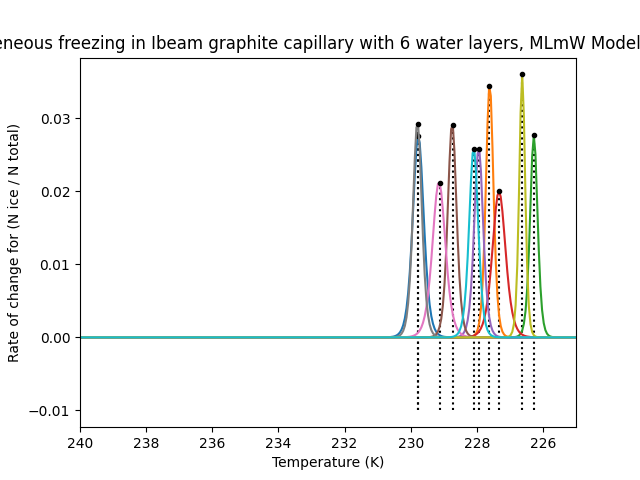 eneous freezing in Ibeam graphite capillary with 6 water layers, MLmW Model
Rate of change for (N ice / N total)
0.03
0.02
0.01
0.00
−0.01
240 238 236 234 232 230 228 226
Temperature (K)